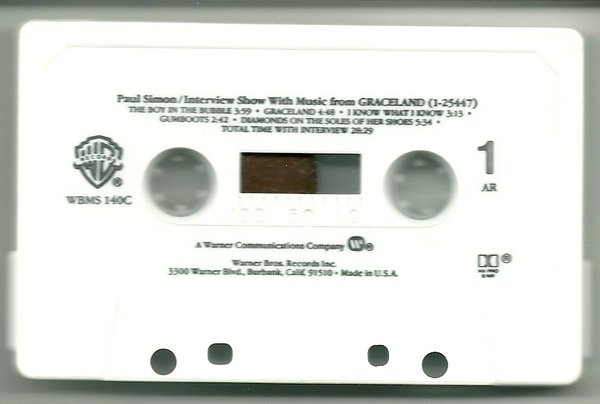 Paul Simon/Interview Show With Music from GRACELAND (1-25447)
THE BOY IN THE BUBBLE 3:59 • GRACELAND 4:48 • I KNOW WHAT I KNOW 3:13 •
GUMBOOTS 2:42 • DIAMONDS ON THE SOLES OF HER SHOES 5:34 •
TOTAL TIME WITH INTERVIEW 26:29
RECORDS
®
WBMS 140C
1
AR
100 50 0
A Warner Communications Company ®
Warner Bros. Records Inc.
3300 Warner Blvd., Burbank, Calif. 91510 • Made in U.S.A.
®
HX PRO